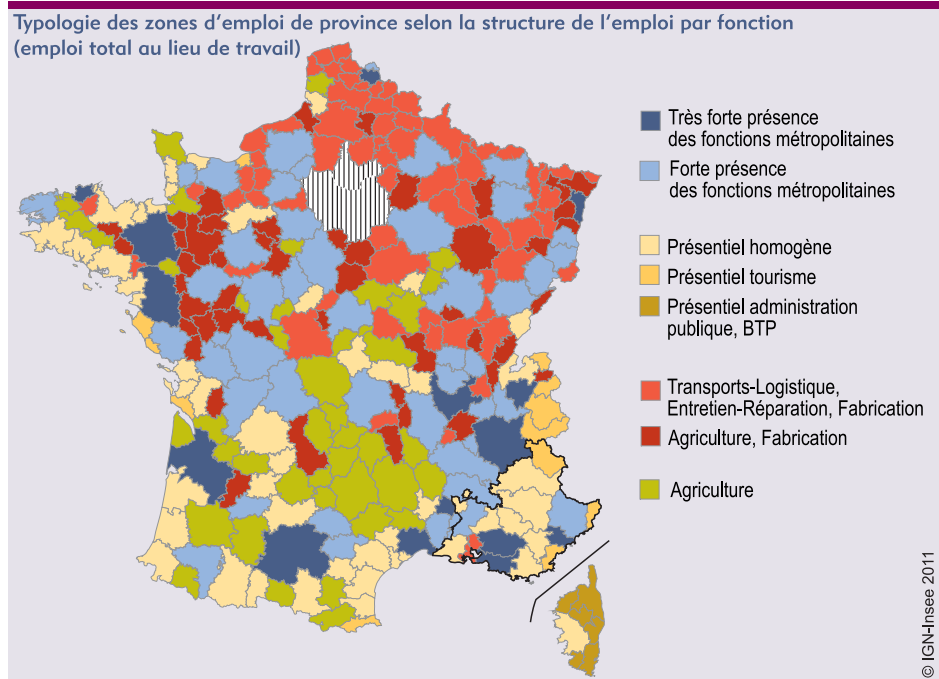 Typologie des zones d'emploi de province selon la structure de l'emploi par fonction
(emploi total au lieu de travail)
Très forte présence
des fonctions métropolitaines
Forte présence
des fonctions métropolitaines
Présentiel homogène
Présentiel tourisme
Présentiel administration
publique, BTP
Transports-Logistique,
Entretien-Réparation, Fabrication
Agriculture, Fabrication
Agriculture
© IGN-Insee 2011